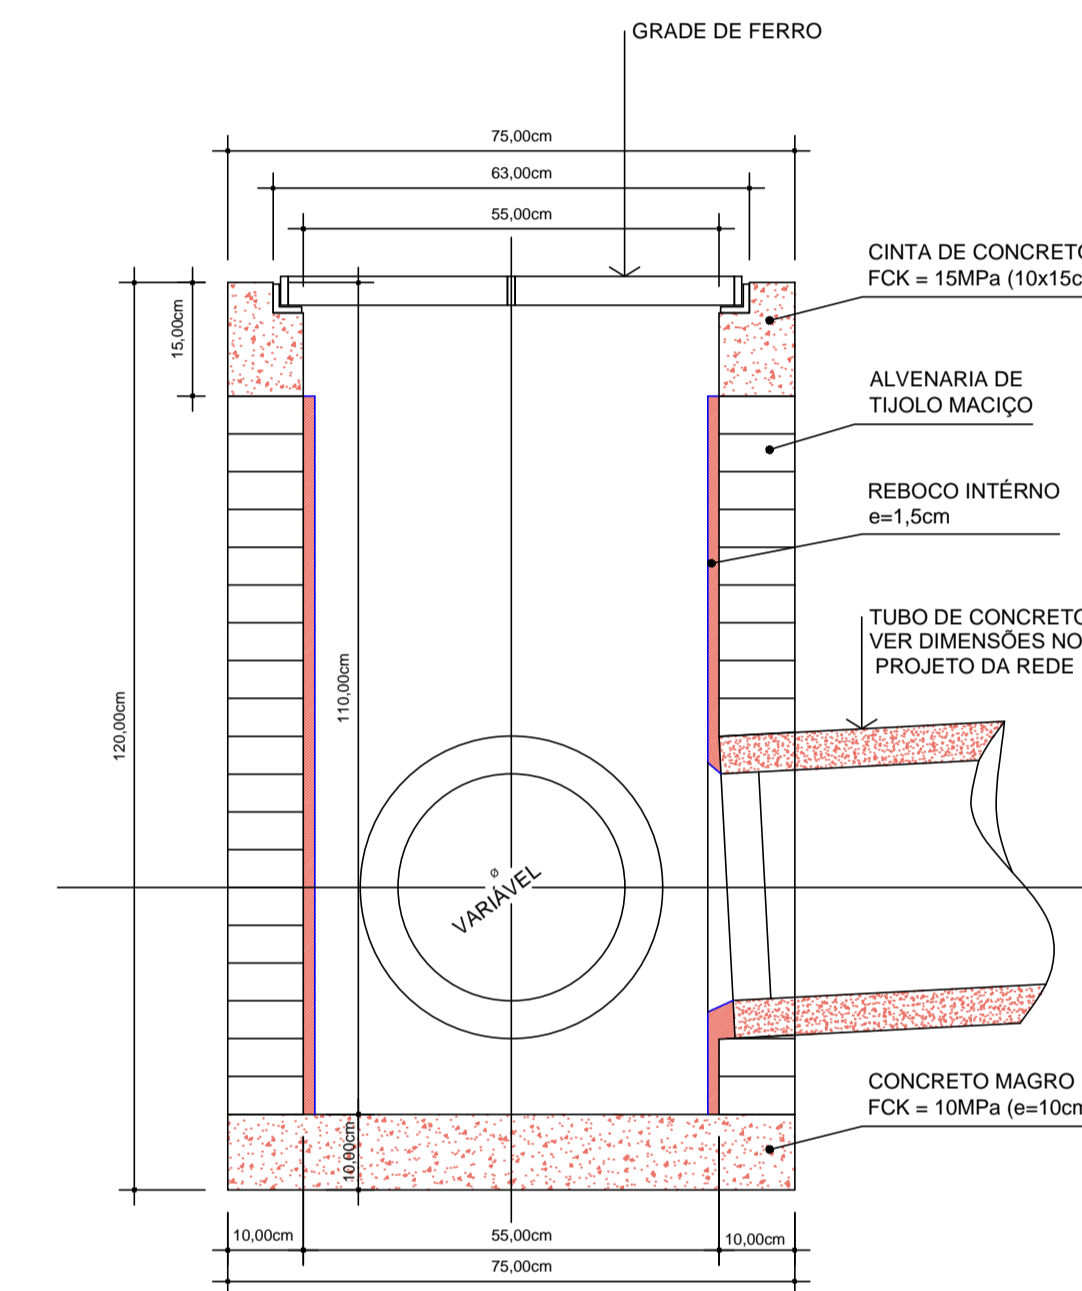 GRADE DE FERRO
75,00cm
63,00cm
55,00cm
CINTA DE CONCRETO
FCK = 15MPa (10x15c
15,00cm
ALVENARIA DE
TIJOLO MACIÇO
REBOCO INTÉRNO
e=1,5cm
TUBO DE CONCRETO
VER DIMENSÕES NO
PROJETO DA REDE
110,00cm
120,00cm
ø
VARIÁVEL
CONCRETO MAGRO
FCK = 10MPa (e=10cm
10,00cm
10,00cm
55,00cm
10,00cm
75,00cm